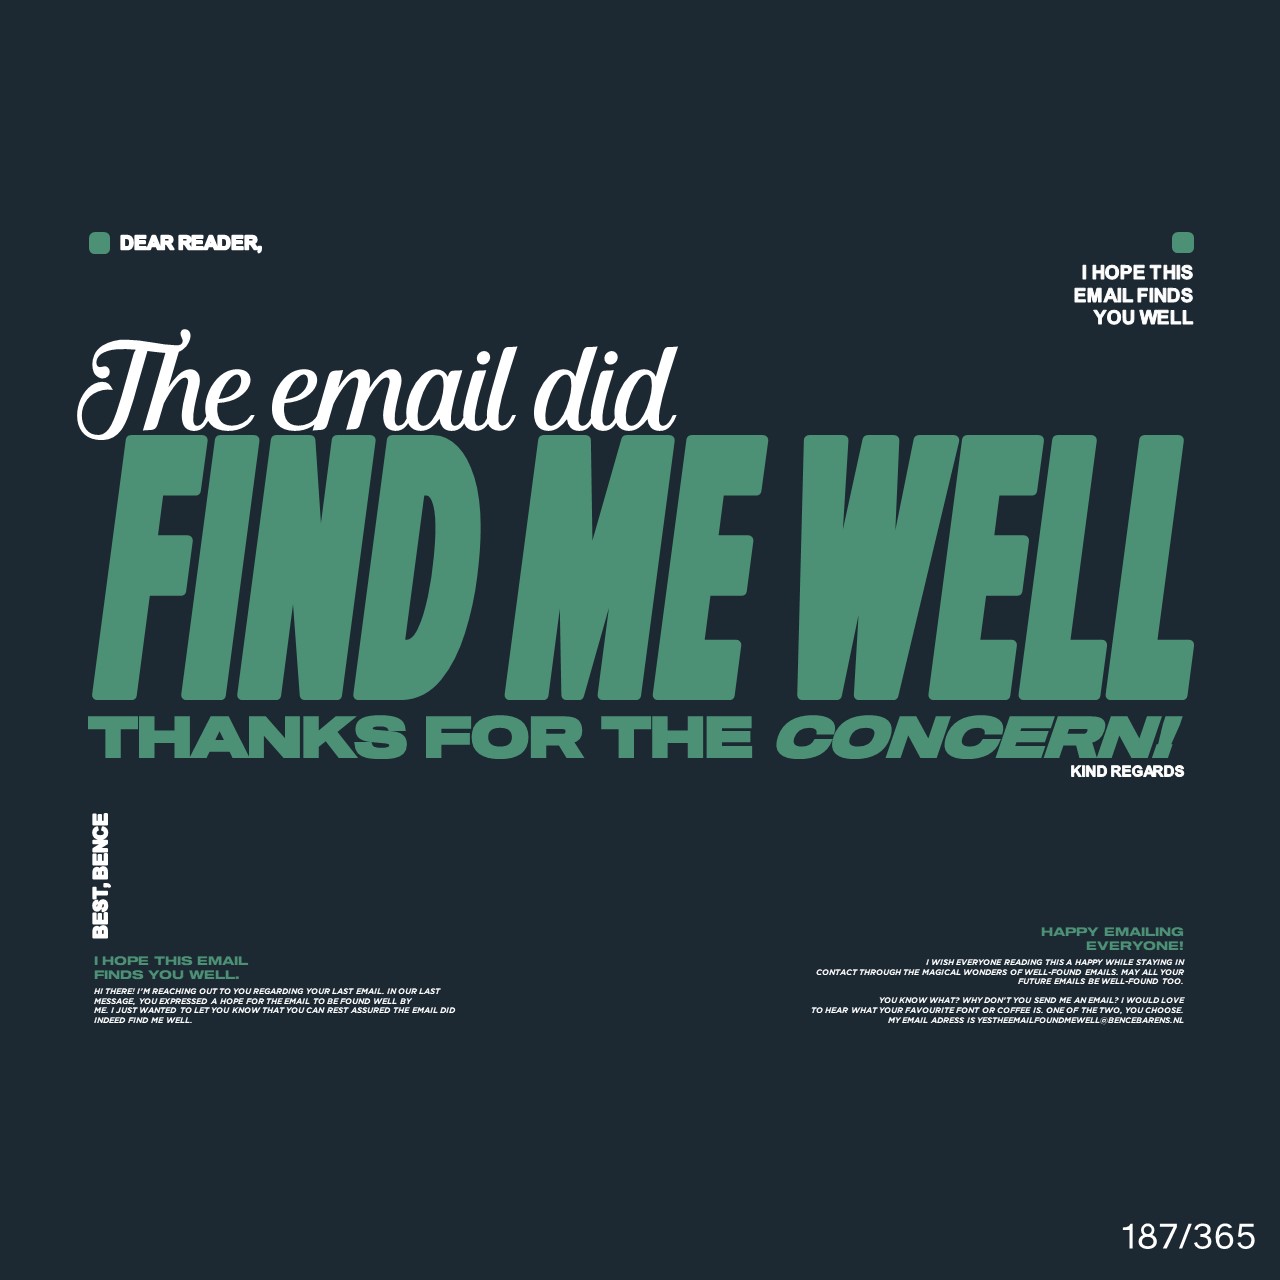 DEAR READER,
I HOPE THIS
EMAIL FINDS
YOU WELL
The email did
FIND ME WELL
THANKS FOR THE CONCERN!
KIND REGARDS
BEST, BENCE
I HOPE THIS EMAIL
FINDS YOU WELL.
HI THERE! I'M REACHING OUT TO YOU REGARDING YOUR LAST EMAIL. IN OUR LAST
MESSAGE, YOU EXPRESSED A HOPE FOR THE EMAIL TO BE FOUND WELL BY
ME. I JUST WANTED TO LET YOU KNOW THAT YOU CAN REST ASSURED THE EMAIL DID
INDEED FIND ME WELL.
HAPPY EMAILING
EVERYONE!
I WISH EVERYONE READING THIS A HAPPY WHILE STAYING IN
CONTACT THROUGH THE MAGICAL WONDERS OF WELL-FOUND EMAILS. MAY ALL YOUR
FUTURE EMAILS BE WELL-FOUND TOO.
YOU KNOW WHAT? WHY DON'T YOU SEND ME AN EMAIL? I WOULD LOVE
TO HEAR WHAT YOUR FAVOURITE FONT OR COFFEE IS. ONE OF THE TWO, YOU CHOOSE.
MY EMAIL ADRESS IS YESTHEEMAILFOUNDMEWELL@BENCEBARENS.NL
187/365